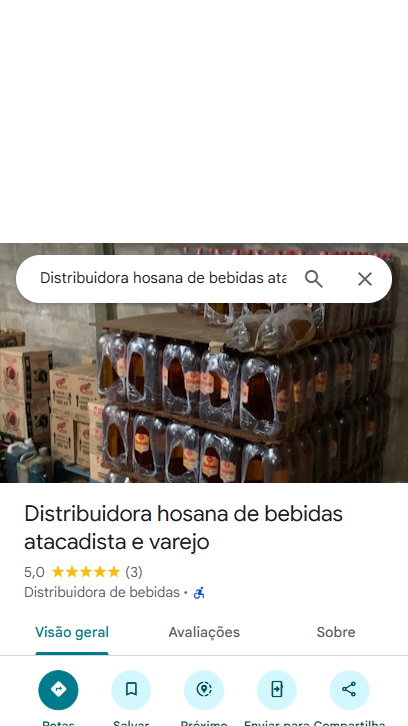 Distribuidora hosana de bebidas ata
Distribuidora hosana de bebidas
atacadista e varejo
5,0 (3)
Distribuidora de bebidas ·
Visão geral
Avaliações
Sobre
Rotas
Salvar
Próximo
Enviar para
Compartilha